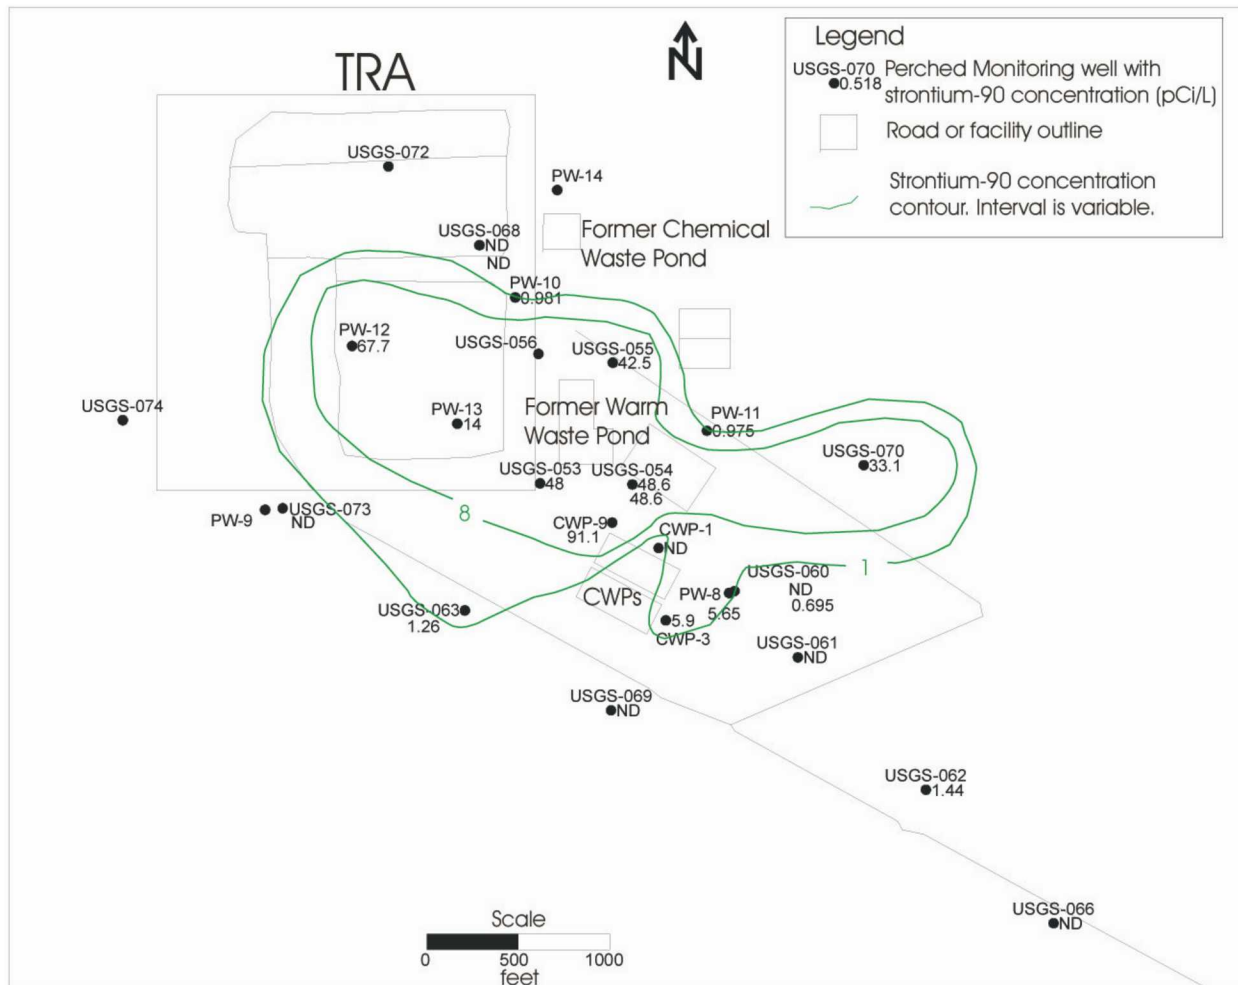 TRA
N
Legend
USGS-070
0.518
Perched Monitoring well with
strontium-90 concentration (pCi/L)
Road or facility outline
Strontium-90 concentration
contour. Interval is variable.
USGS-072
PW-14
USGS-068
ND
ND
Former Chemical
Waste Pond
PW-10
0.981
PW-12
67.7
USGS-056
USGS-055
42.5
USGS-074
PW-13
14
Former Warm
Waste Pond
PW-11
0.975
USGS-070
33.1
USGS-053
48
USGS-054
48.6
48.6
PW-9
USGS-073
ND
8
CWP-9
91.1
CWP-1
ND
1
CWPs
PW-8
5.65
USGS-060
ND
0.695
USGS-063
1.26
5.9
CWP-3
USGS-061
ND
USGS-069
ND
USGS-062
1.44
USGS-066
ND
Scale
0 500 1000
feet